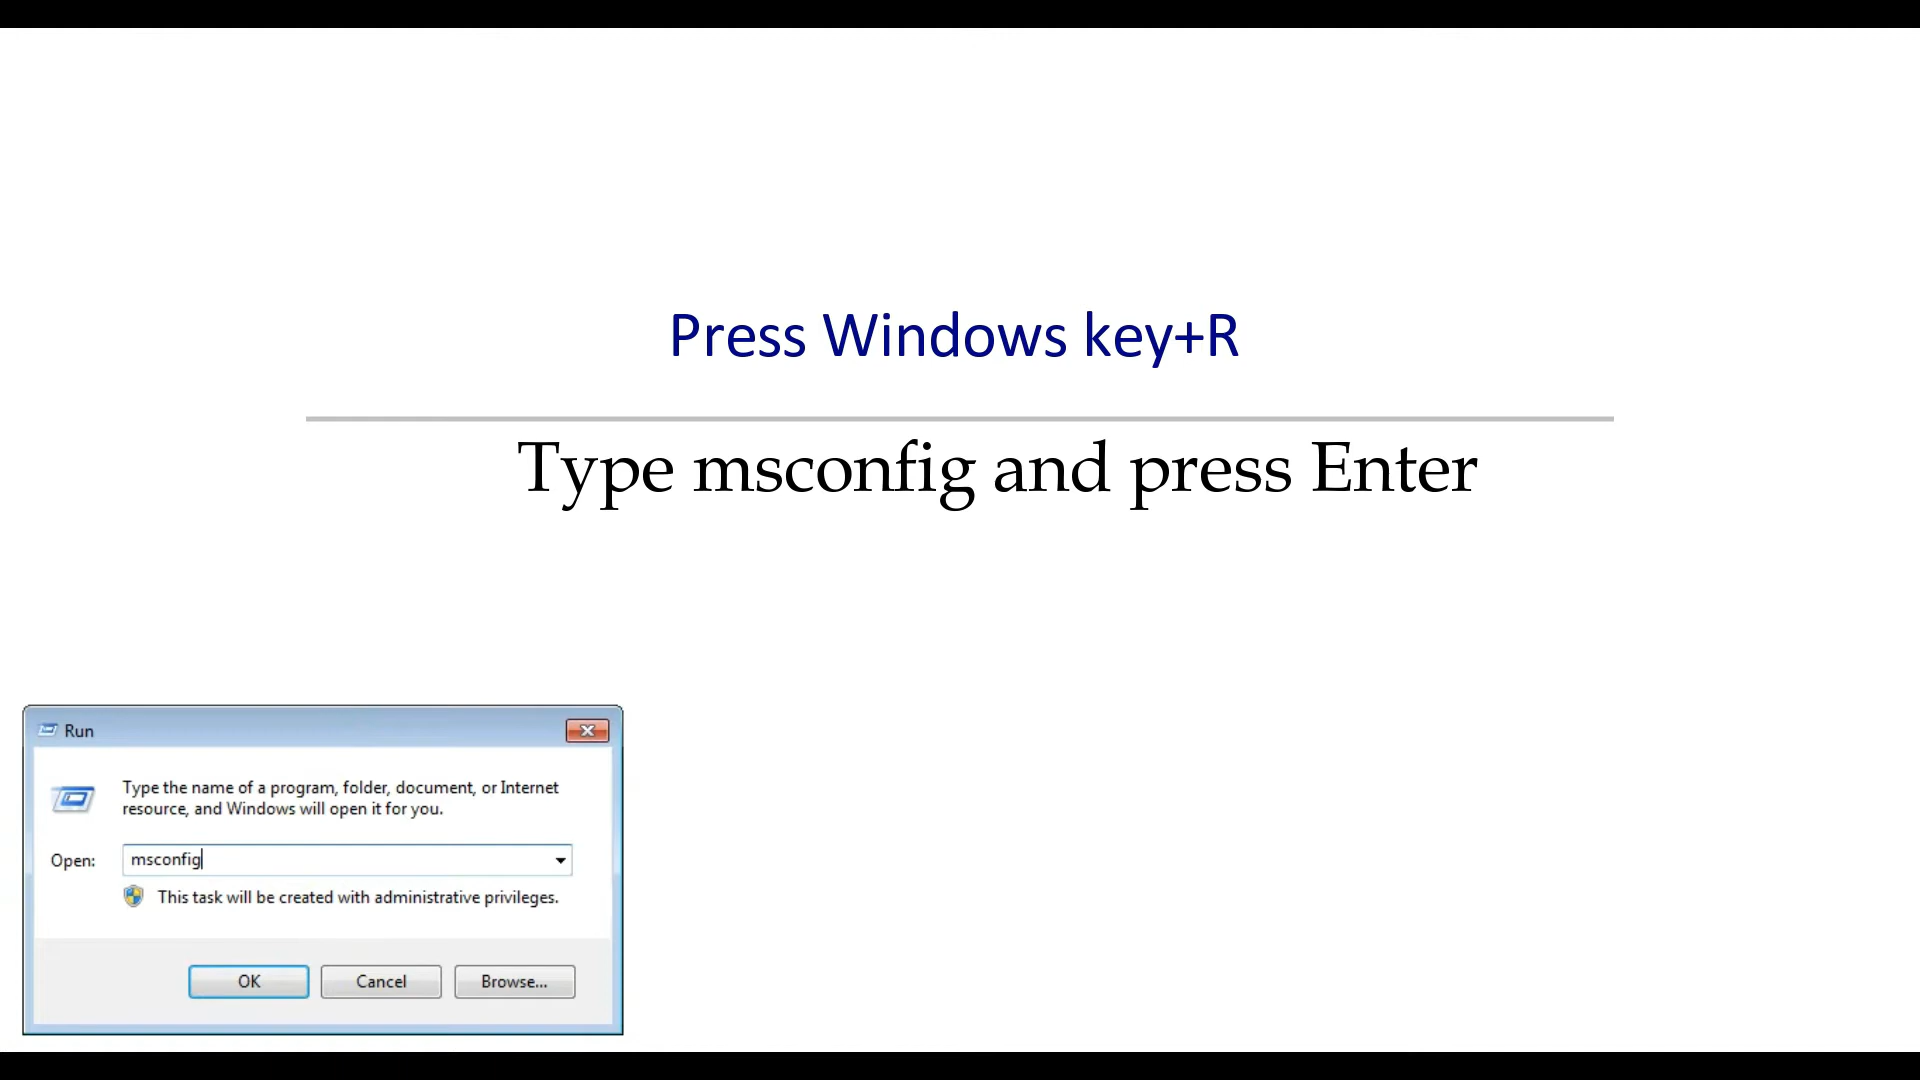 Press Windows key+R
Type msconfig and press Enter
Run
Type the name of a program, folder, document, or Internet
resource, and Windows will open it for you.
Open: msconfig
This task will be created with administrative privileges.
OK Cancel Browse...